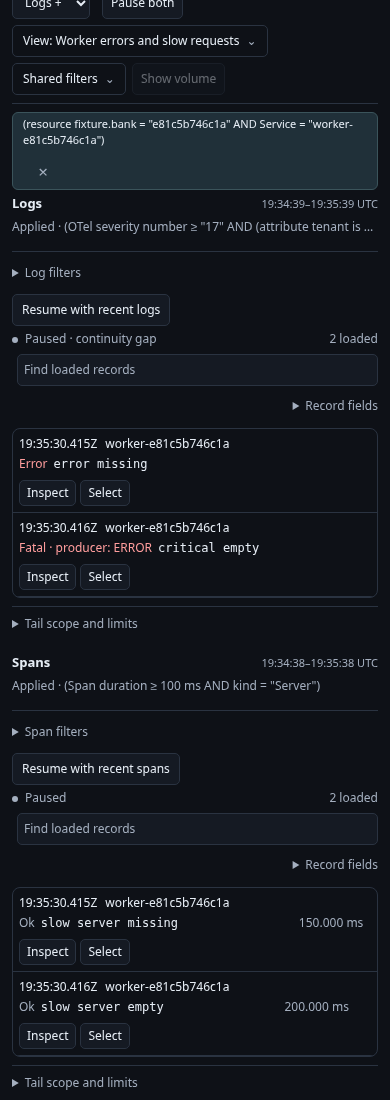 Logs +
Pause both
View: Worker errors and slow requests
Shared filters
Show volume
(resource fixture.bank = "e81c5b746c1a" AND Service = "worker-
e81c5b746c1a")
×
Logs 19:34:39–19:35:39 UTC
Applied · (OTel severity number ≥ "17" AND (attribute tenant is ...
Log filters
Resume with recent logs
Paused · continuity gap 2 loaded
Find loaded records
Record fields
19:35:30.415Z worker-e81c5b746c1a
Error error missing
Inspect Select
19:35:30.416Z worker-e81c5b746c1a
Fatal · producer: ERROR critical empty
Inspect Select
Tail scope and limits
Spans 19:34:38–19:35:38 UTC
Applied · (Span duration ≥ 100 ms AND kind = "Server")
Span filters
Resume with recent spans
Paused 2 loaded
Find loaded records
Record fields
19:35:30.415Z worker-e81c5b746c1a
Ok slow server missing 150.000 ms
Inspect Select
19:35:30.416Z worker-e81c5b746c1a
Ok slow server empty 200.000 ms
Inspect Select
Tail scope and limits